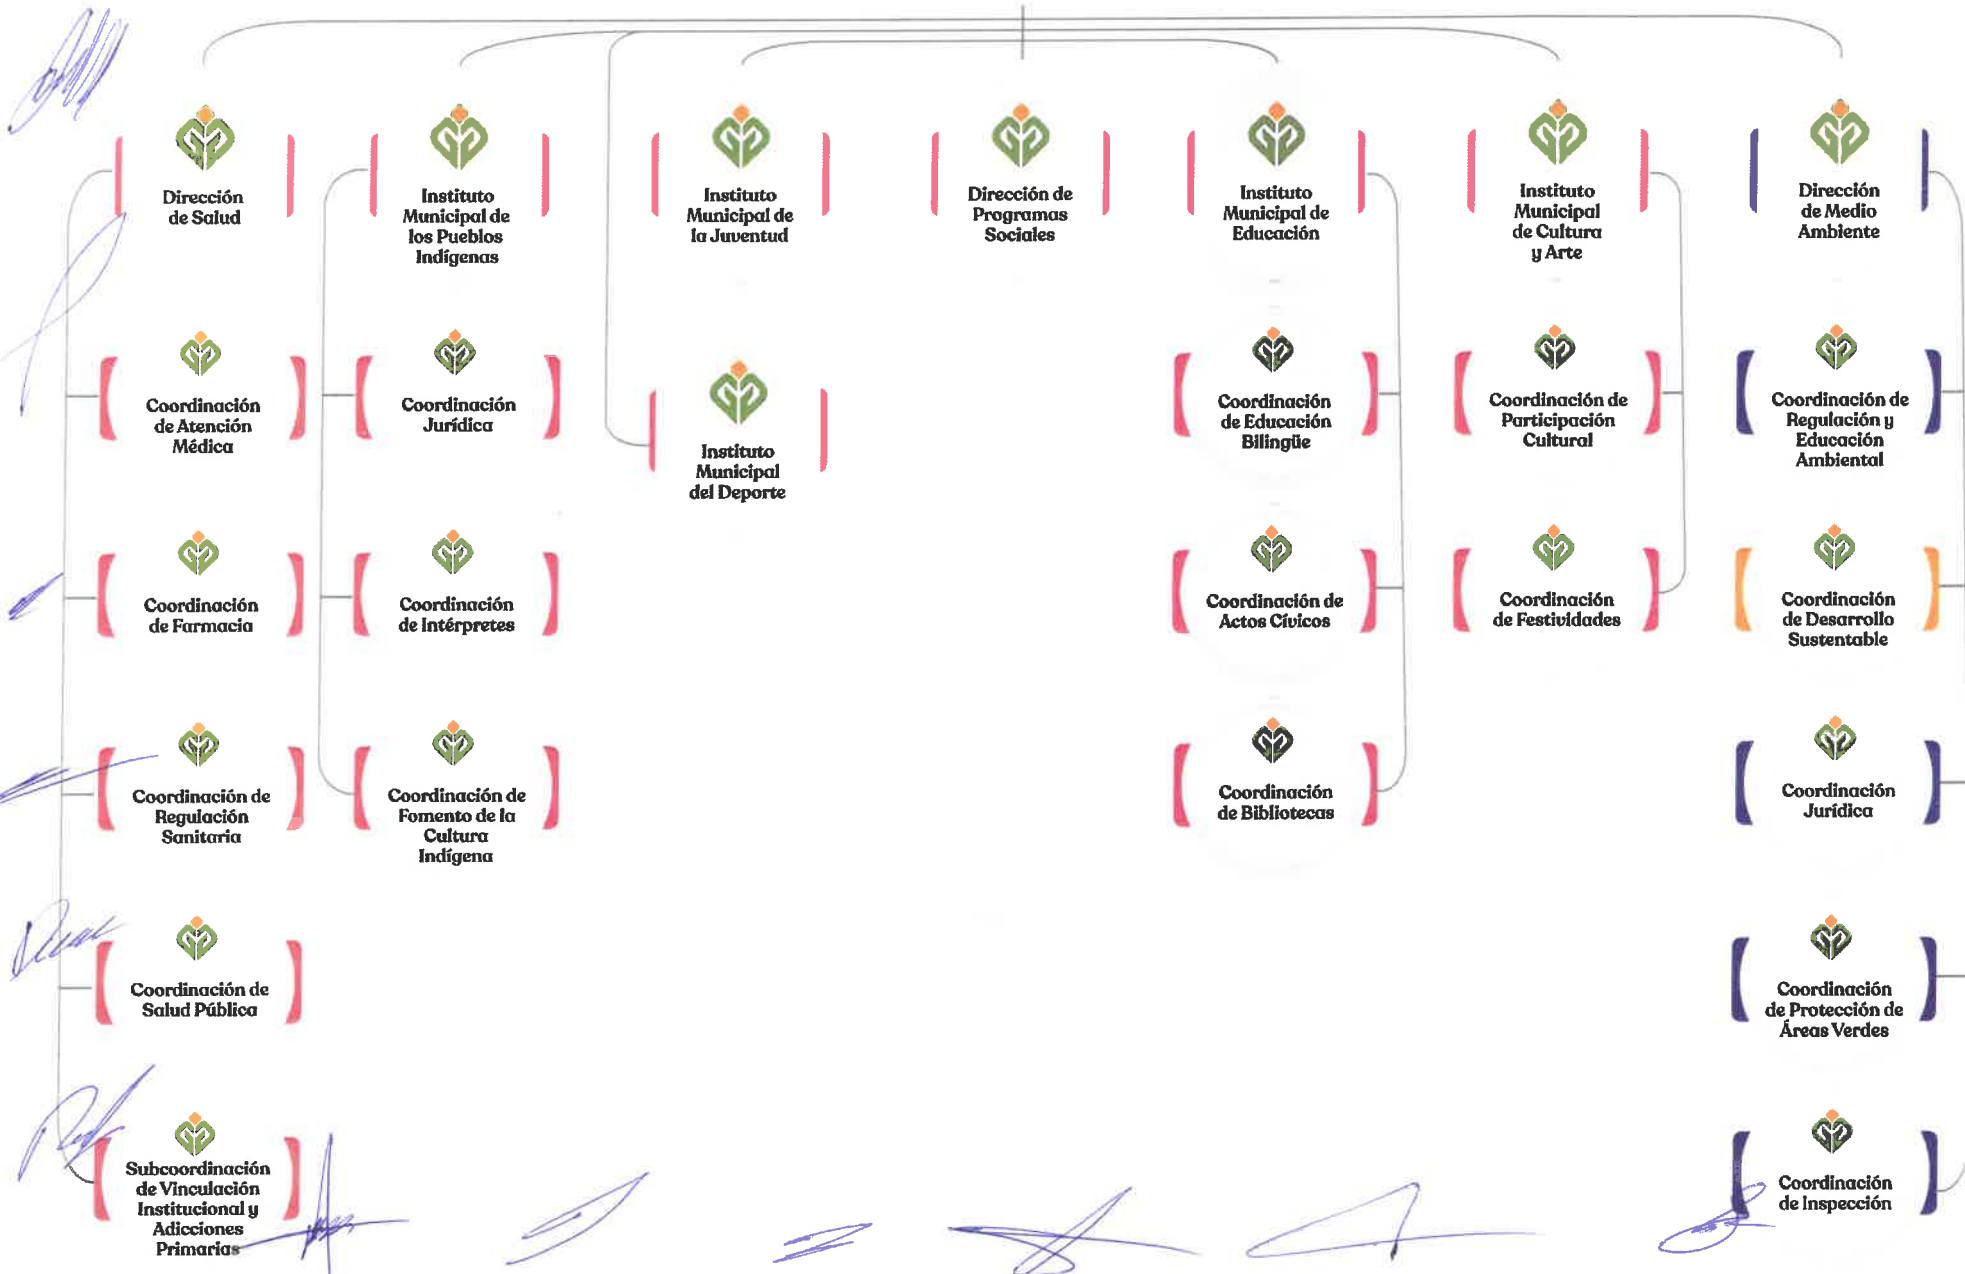 Dirección
de Salud
Instituto
Municipal de
los Pueblos
Indígenas
Instituto
Municipal de
la Juventud
Dirección de
Programas
Sociales
Instituto
Municipal de
Educación
Instituto
Municipal
de Cultura
y Arte
Dirección
de Medio
Ambiente
Coordinación
de Atención
Médica
Coordinación
Jurídica
Instituto
Municipal
del Deporte
Coordinación
de Educación
Bilingüe
Coordinación de
Participación
Cultural
Coordinación de
Regulación y
Educación
Ambiental
Coordinación
de Farmacia
Coordinación
de Intérpretes
Coordinación de
Actos Cívicos
Coordinación
de Festividades
Coordinación
de Desarrollo
Sustentable
Coordinación de
Regulación
Sanitaria
Coordinación de
Fomento de la
Cultura
Indígena
Coordinación
de Bibliotecas
Coordinación
Jurídica
Coordinación de
Salud Pública
Coordinación
de Protección de
Áreas Verdes
Subcoordinación
de Vinculación
Institucional y
Adicciones
Primarias
Coordinación
de Inspección